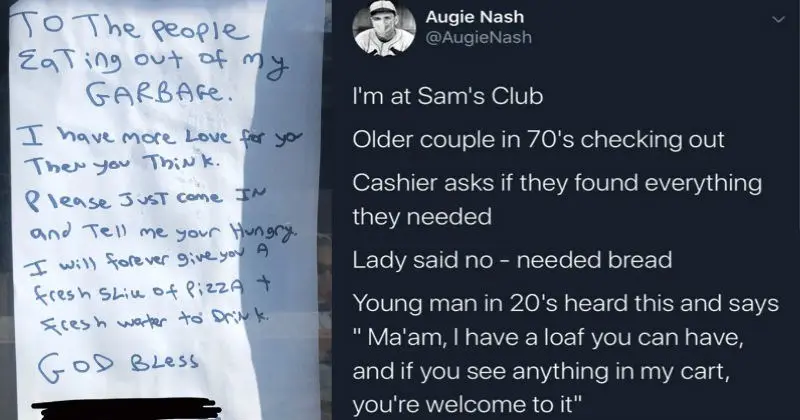 TO THE PEOPLE
EATING out of my
GARBAGE.
I have more Love for you
Then you THINK.
Please JUST come IN
and Tell me your Hungry.
I will forever give you A
fresh Slice of PizzA +
fresh water to Drink.
GOD BLESS
Augie Nash
@AugieNash
I'm at Sam's Club
Older couple in 70's checking out
Cashier asks if they found everything
they needed
Lady said no - needed bread
Young man in 20's heard this and says
" Ma'am, I have a loaf you can have,
and if you see anything in my cart,
you're welcome to it"